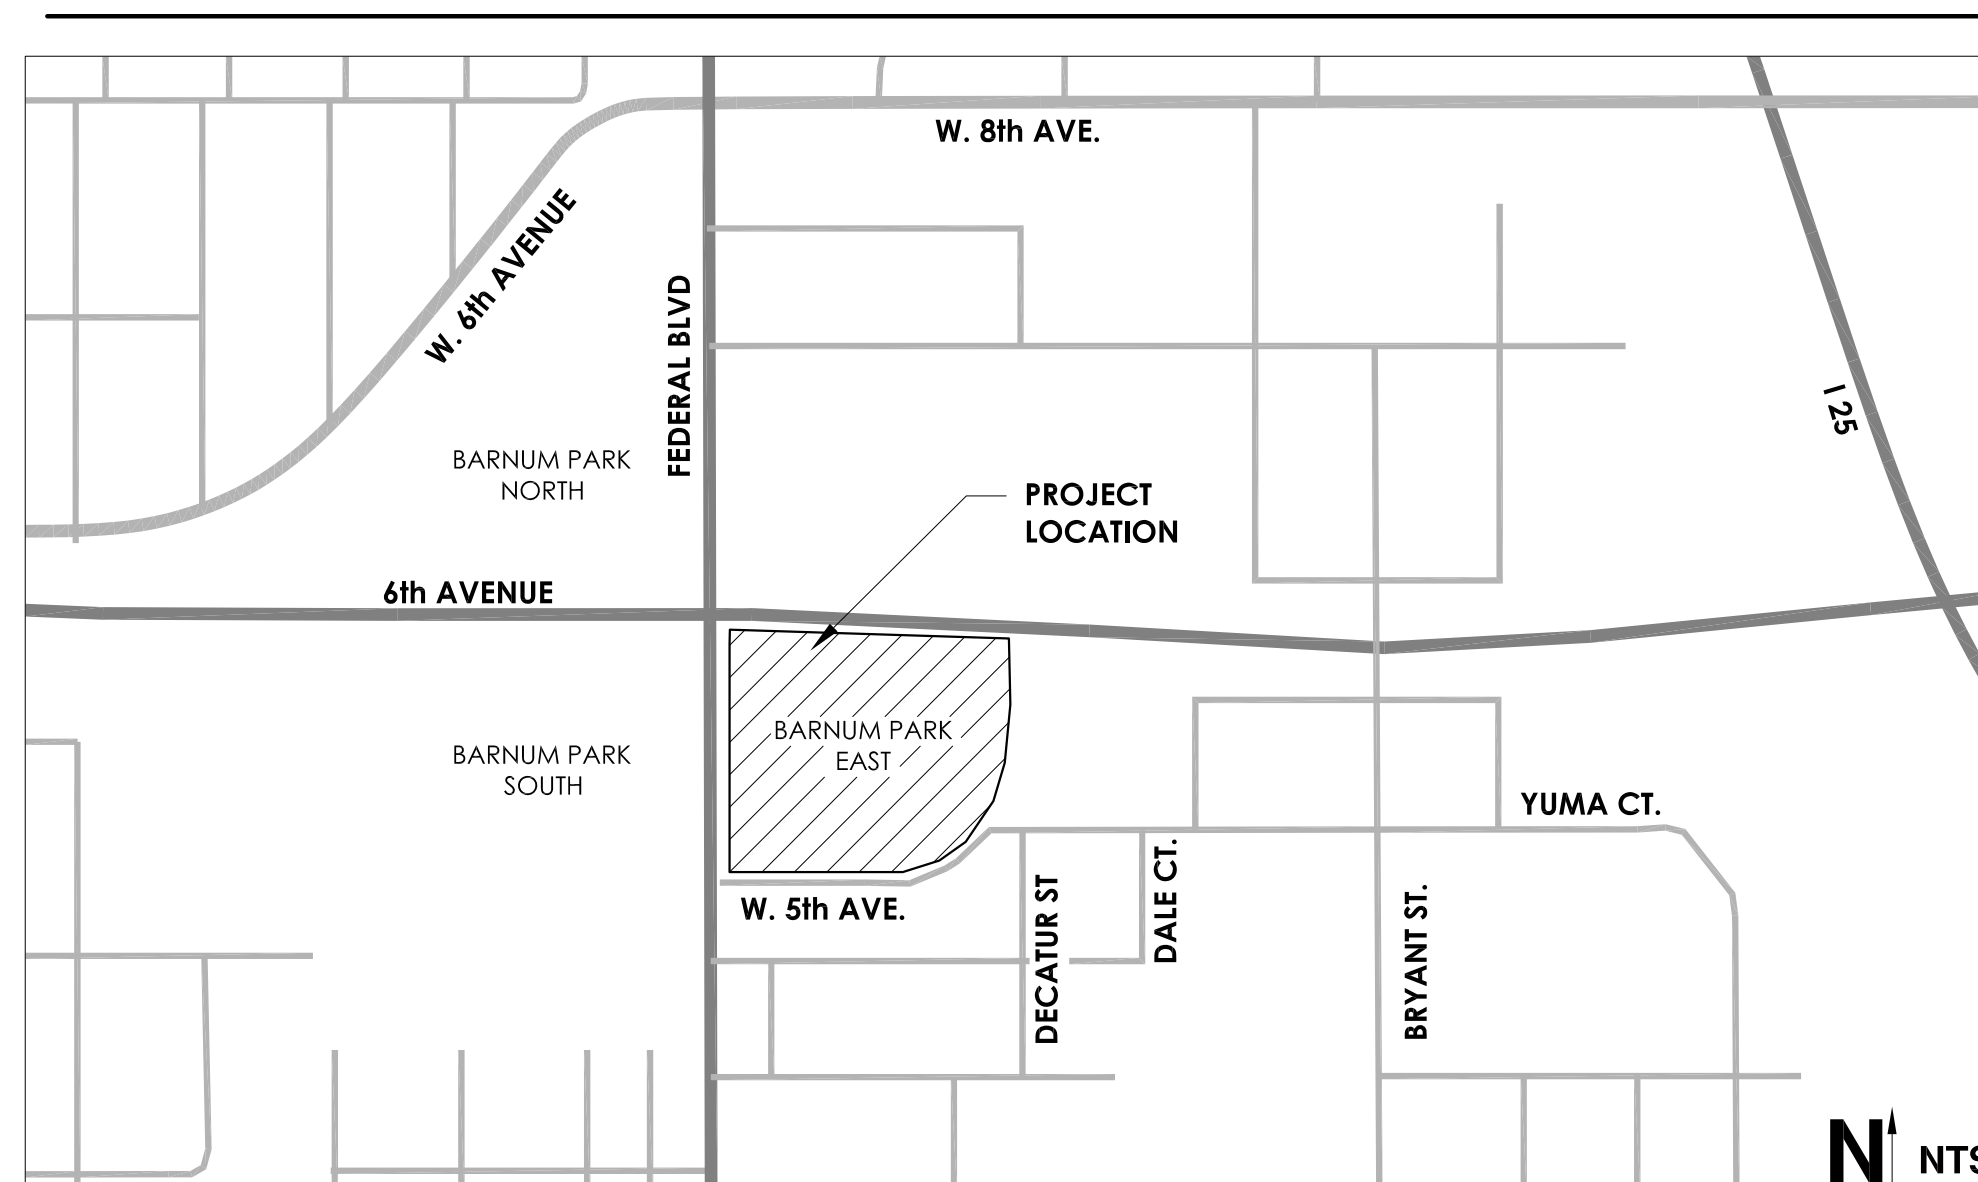 W. 8th AVE.
W. 6th AVENUE
FEDERAL BLVD
I 25
BARNUM PARK
NORTH
PROJECT
LOCATION
6th AVENUE
BARNUM PARK
EAST
BARNUM PARK
SOUTH
YUMA CT.
DALE CT.
W. 5th AVE.
DECATUR ST
BRYANT ST.
N
NTS